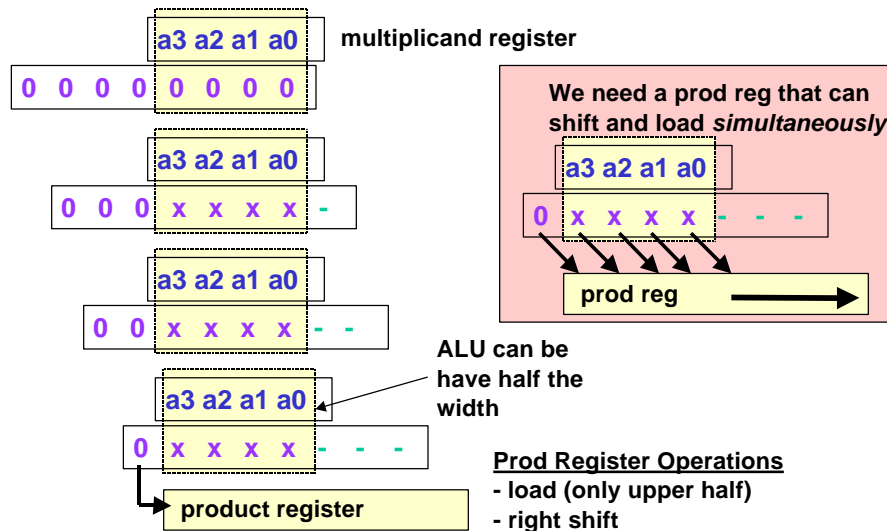 a3 a2 a1 a0
multiplicand register
0 0 0 0 0 0 0 0
a3 a2 a1 a0
0 0 0 x x x x -
a3 a2 a1 a0
0 0 x x x x - -
ALU can be
have half the
width
a3 a2 a1 a0
0 x x x x - - -
product register
We need a prod reg that can
shift and load simultaneously
a3 a2 a1 a0
0 x x x x - - -
prod reg
Prod Register Operations
- load (only upper half)
- right shift